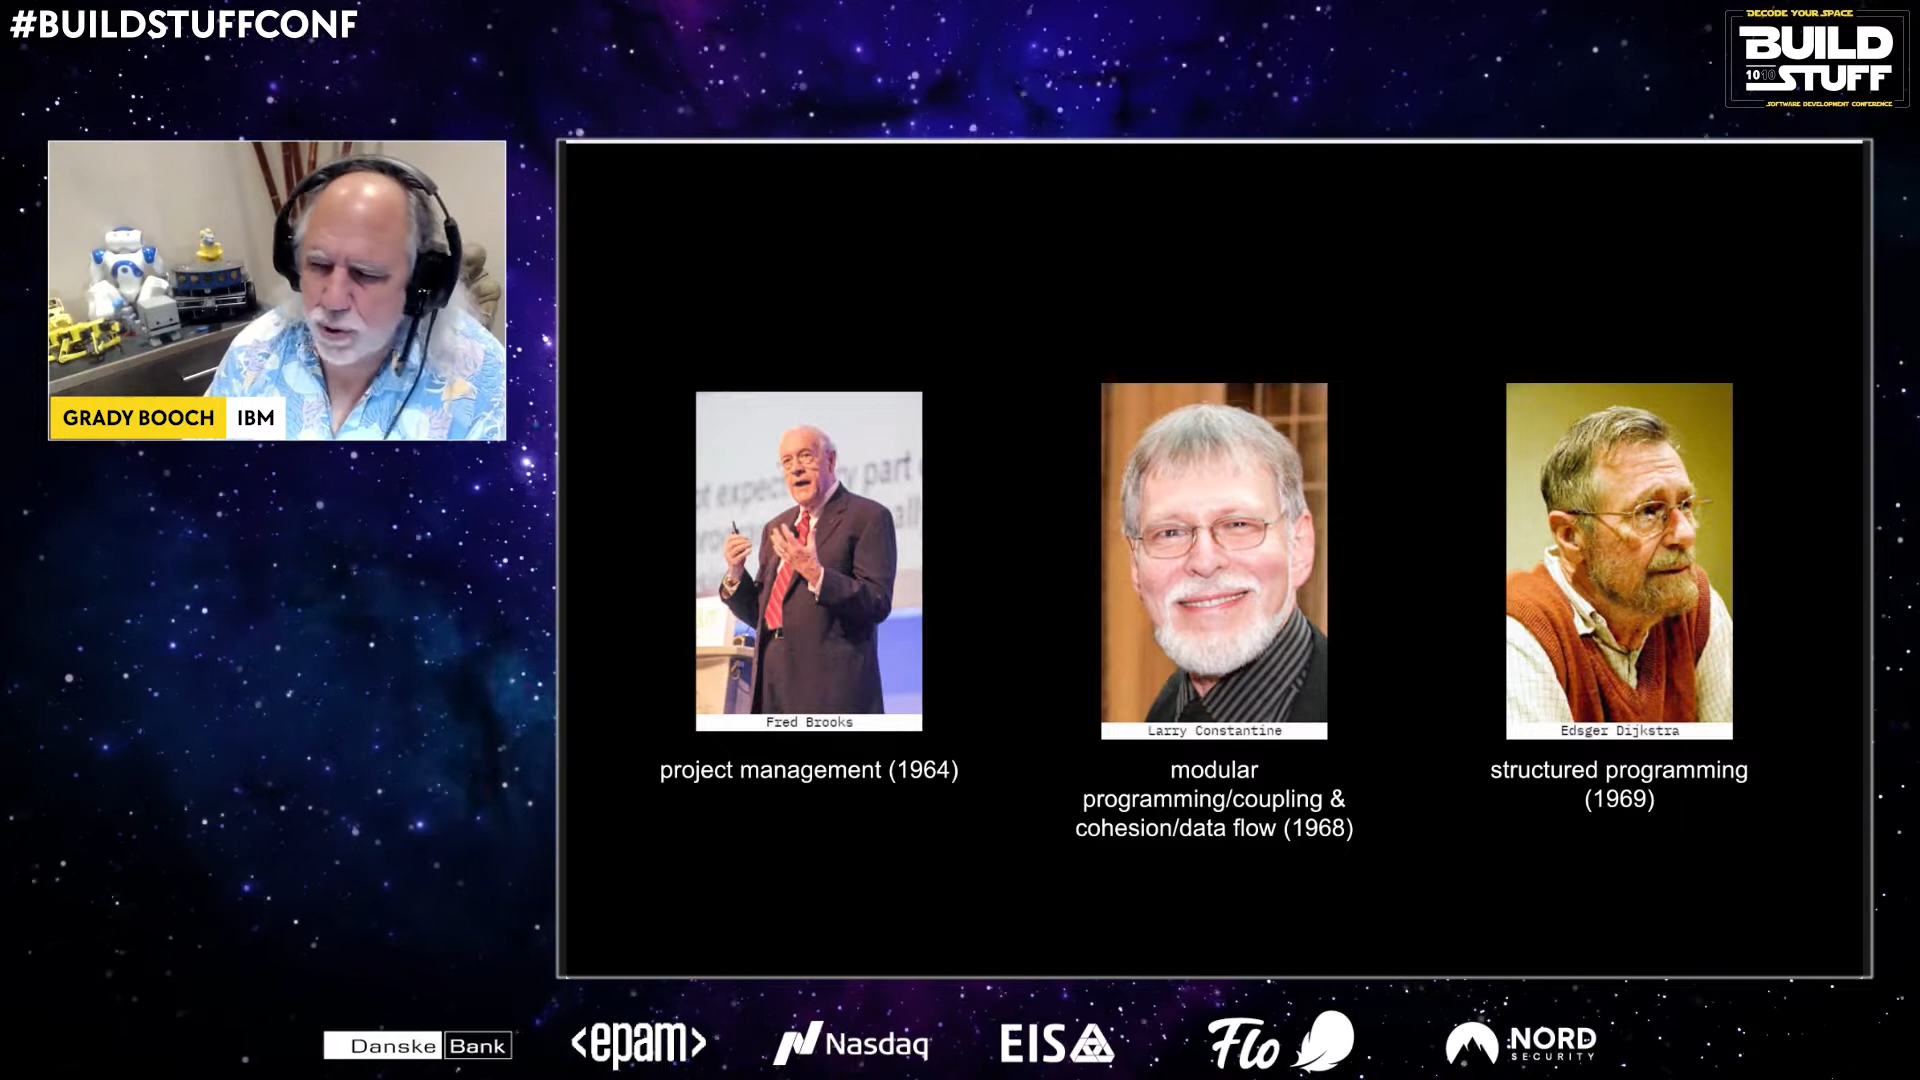 #BUILDSTUFFCONF
DECODE YOUR SPACE
BUILD
1010 STUFF
SOFTWARE DEVELOPMENT CONFERENCE
GRADY BOOCH IBM
Fred Brooks
project management (1964)
Larry Constantine
modular
programming/coupling &
cohesion/data flow (1968)
Edsger Dijkstra
structured programming
(1969)
Danske Bank
<epam>
Nasdaq
EIS
Flo
NORD
SECURITY